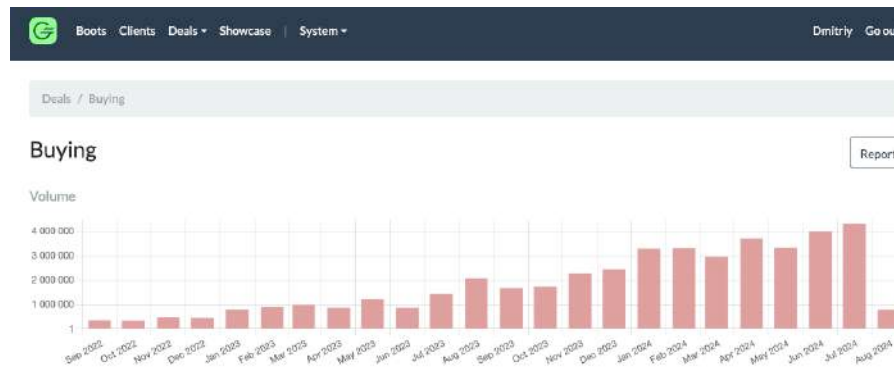 Boots Clients Deals Showcase | System Dmitriy Go ou
Deals / Buying
Buying
Report
Volume
4 000 000
3 000 000
2 000 000
1 000 000
1
Sep 2022 Oct 2022 Nov 2022 Dec 2022 Jan 2023 Feb 2023 Mar 2023 Apr 2023 May 2023 Jun 2023 Jul 2023 Aug 2023 Sep 2023 Oct 2023 Nov 2023 Dec 2023 Jan 2024 Feb 2024 Mar 2024 Apr 2024 May 2024 Jun 2024 Jul 2024 Aug 2024